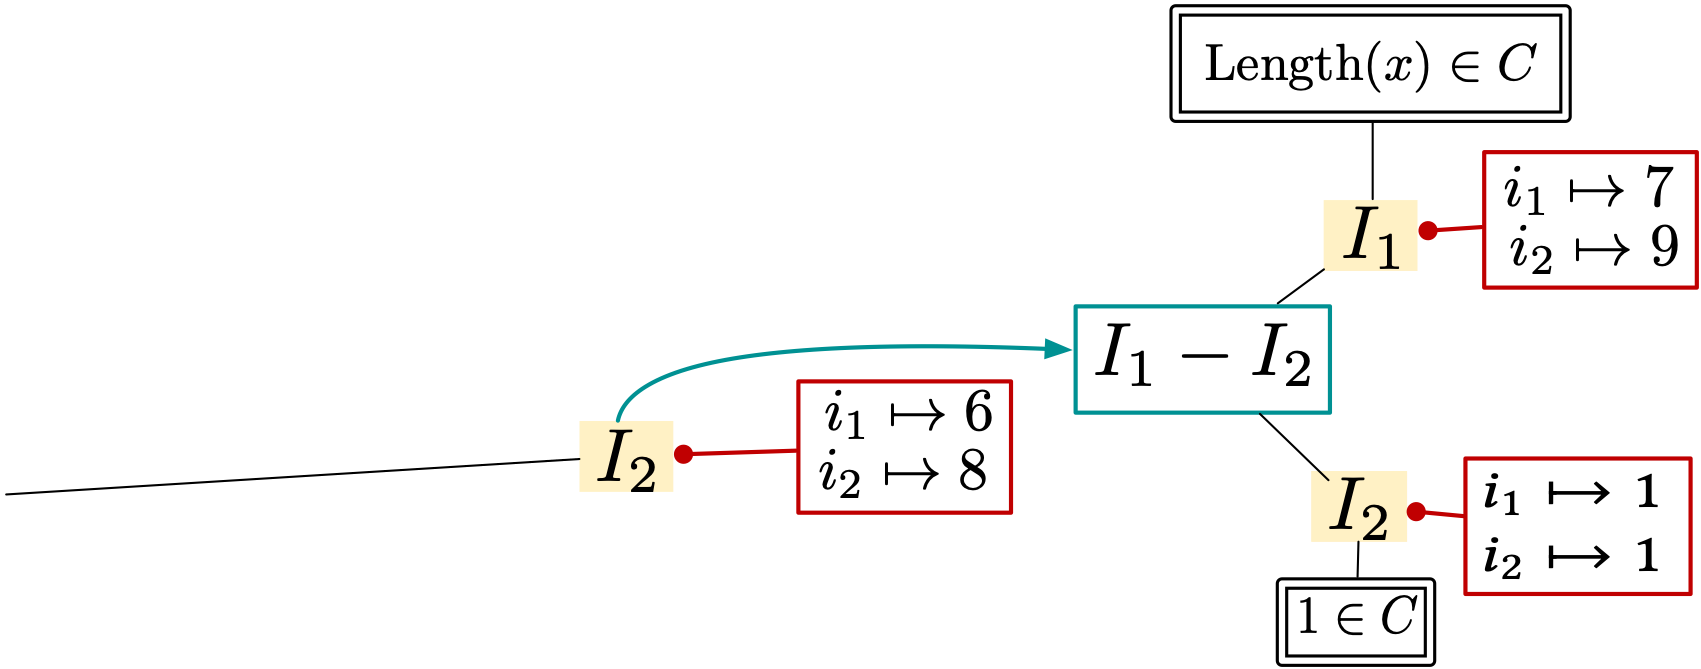 Length(x) ∈ C
I₁
i₁ ↦ 7
i₂ ↦ 9
I₁ − I₂
I₂
i₁ ↦ 6
i₂ ↦ 8
I₂
i₁ ↦ 1
i₂ ↦ 1
1 ∈ C